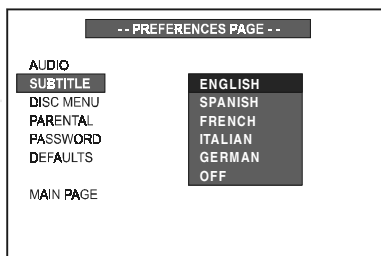 -- PREFERENCES PAGE --
AUDIO
SUBTITLE
DISC MENU
PARENTAL
PASSWORD
DEFAULTS
MAIN PAGE
ENGLISH
SPANISH
FRENCH
ITALIAN
GERMAN
OFF